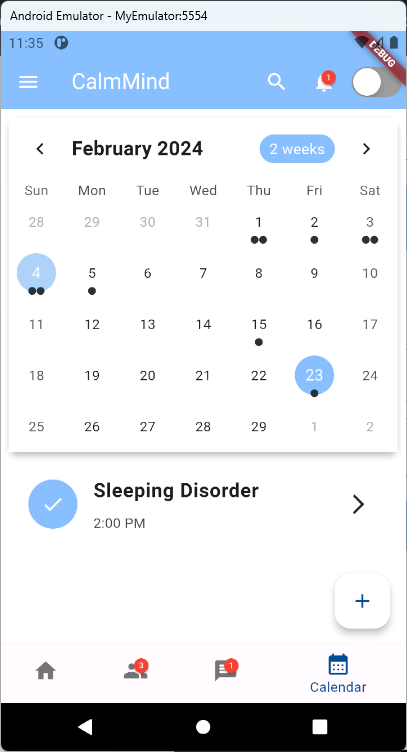 Android Emulator - MyEmulator:5554
11:35
DEBUG
CalmMind
1
February 2024
2 weeks
Sun Mon Tue Wed Thu Fri Sat
28 29 30 31 1 2 3
4 5 6 7 8 9 10
11 12 13 14 15 16 17
18 19 20 21 22 23 24
25 26 27 28 29 1 2
Sleeping Disorder
2:00 PM
3
1
Calendar